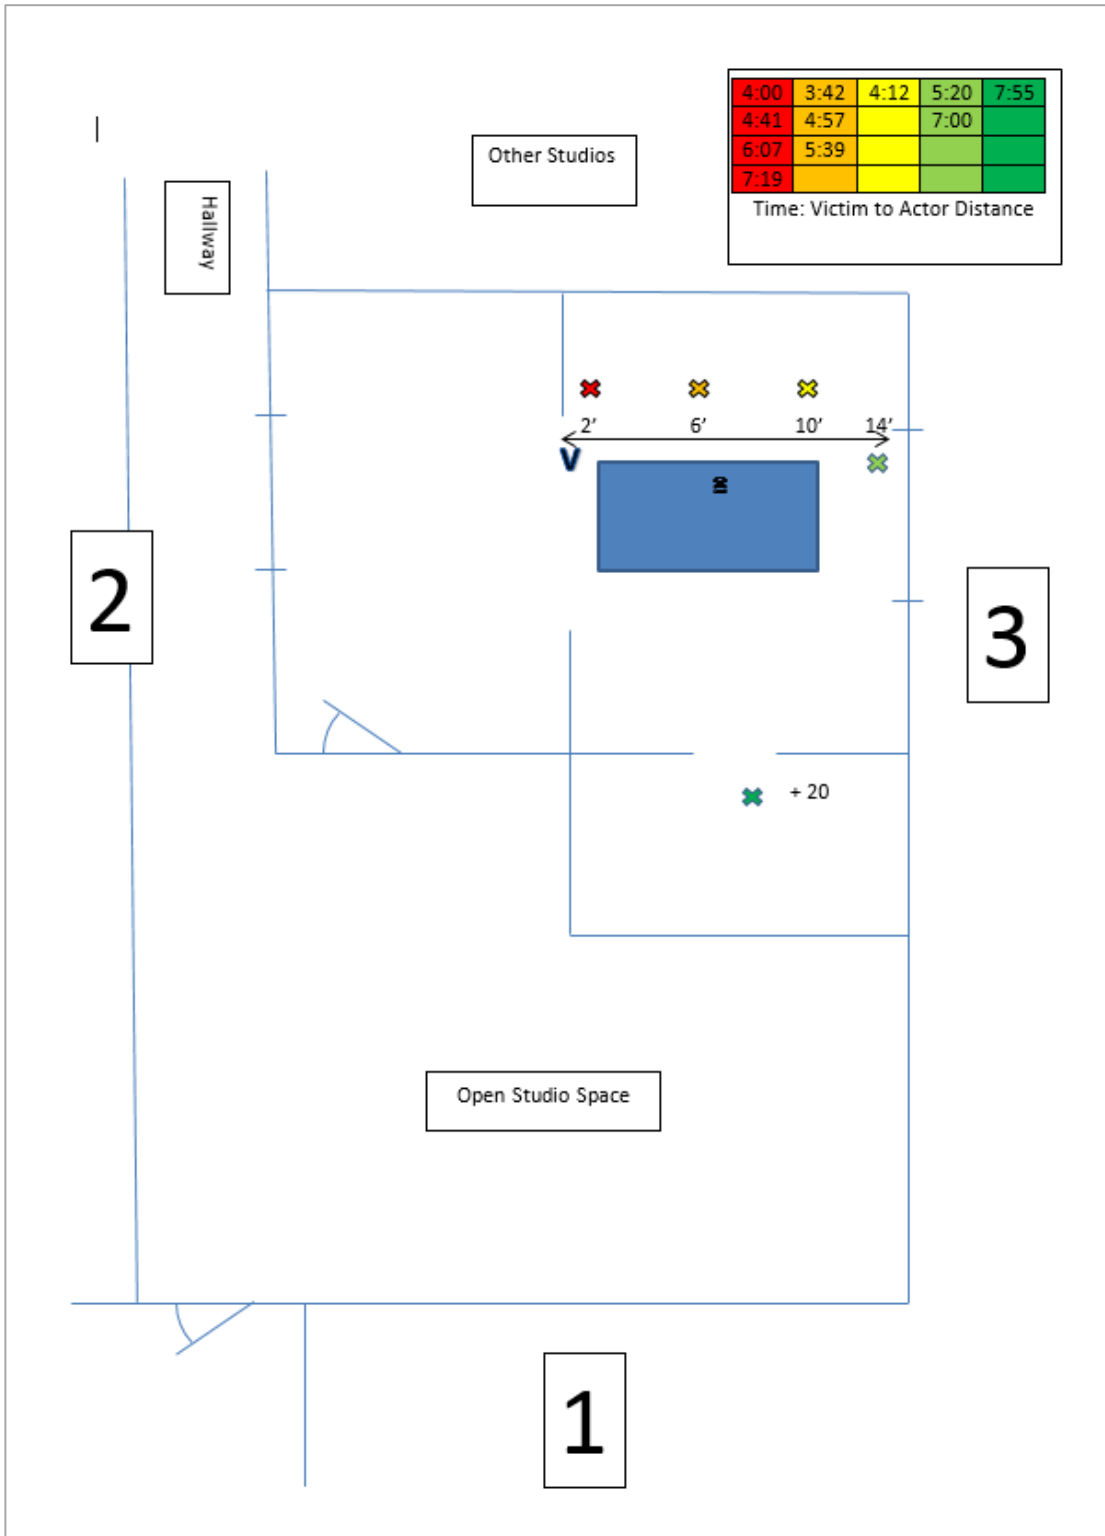 4:00 3:42 4:12 5:20 7:55
4:41 4:57 7:00
6:07 5:39
7:19
Time: Victim to Actor Distance
Other Studios
Hallway
2' 6' 10' 14'
V
2
3
+ 20
Open Studio Space
1